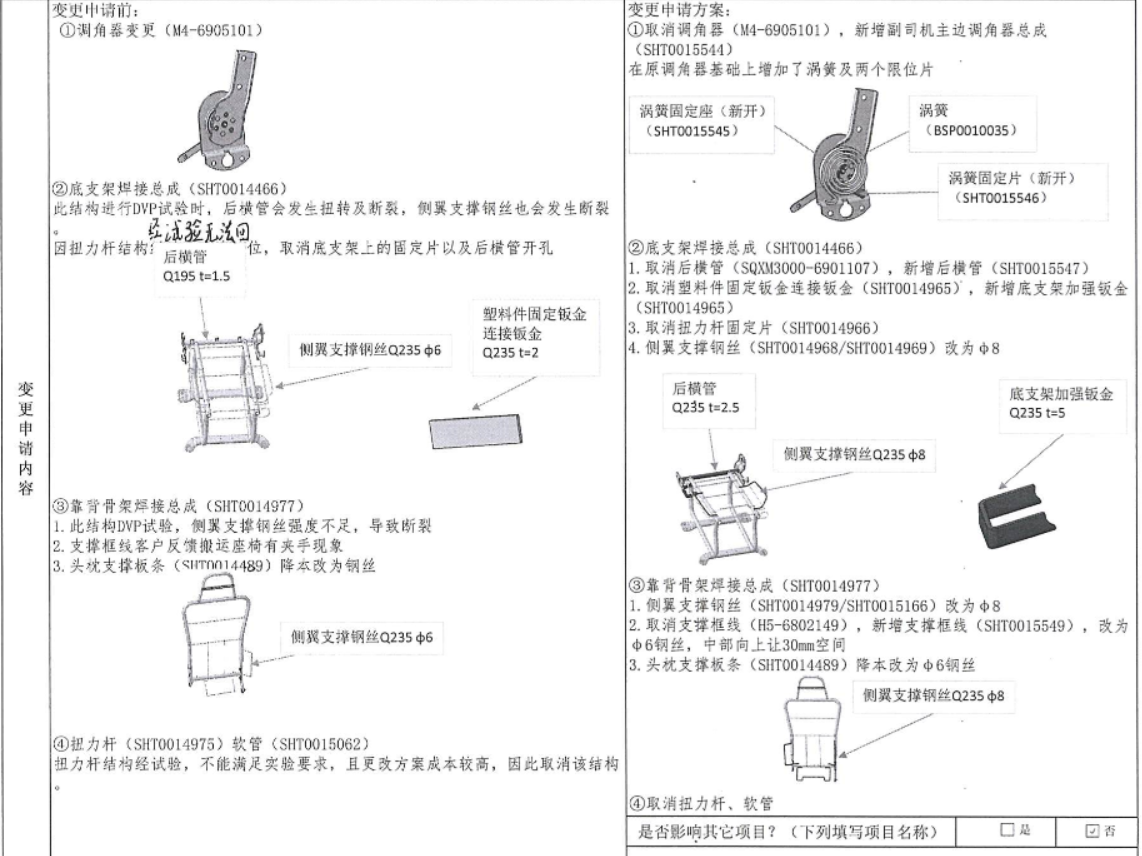 变更申请内容
变更申请前:
①调角器变更（M4-6905101）
②底支架焊接总成（SHT0014466）
此结构进行DVP试验时，后横管会发生扭转及断裂，侧翼支撑钢丝也会发生断裂
。
经试验无法回
因扭力杆结构 位，取消底支架上的固定片以及后横管开孔
后横管
Q195 t=1.5
侧翼支撑钢丝Q235 φ6
塑料件固定钣金
连接钣金
Q235 t=2
③靠背骨架焊接总成（SHT0014977）
1.此结构DVP试验，侧翼支撑钢丝强度不足，导致断裂
2.支撑框线客户反馈搬运座椅有夹手现象
3.头枕支撑板条（SHT0014489）降本改为钢丝
侧翼支撑钢丝Q235 φ6
④扭力杆（SHT0014975）软管（SHT0015062）
扭力杆结构经试验，不能满足实验要求，且更改方案成本较高，因此取消该结构
。
变更申请方案:
①取消调角器（M4-6905101），新增副司机主边调角器总成
（SHT0015544）
在原调角器基础上增加了涡簧及两个限位片
涡簧固定座（新开）
（SHT0015545）
涡簧
（BSP0010035）
涡簧固定片（新开）
（SHT0015546）
②底支架焊接总成（SHT0014466）
1.取消后横管（SQXM3000-6901107），新增后横管（SHT0015547）
2.取消塑料件固定钣金连接钣金（SHT0014965），新增底支架加强钣金
（SHT0014965）
3.取消扭力杆固定片（SHT0014966）
4.侧翼支撑钢丝（SHT0014968/SHT0014969）改为φ8
后横管
Q235 t=2.5
侧翼支撑钢丝Q235 φ8
底支架加强钣金
Q235 t=5
③靠背骨架焊接总成（SHT0014977）
1.侧翼支撑钢丝（SHT0014979/SHT0015166）改为φ8
2.取消支撑框线（H5-6802149），新增支撑框线（SHT0015549），改为
φ6钢丝，中部向上让30mm空间
3.头枕支撑板条（SHT0014489）降本改为φ6钢丝
侧翼支撑钢丝Q235 φ8
④取消扭力杆、软管
是否影响其它项目？（下列填写项目名称） □是 ☑否